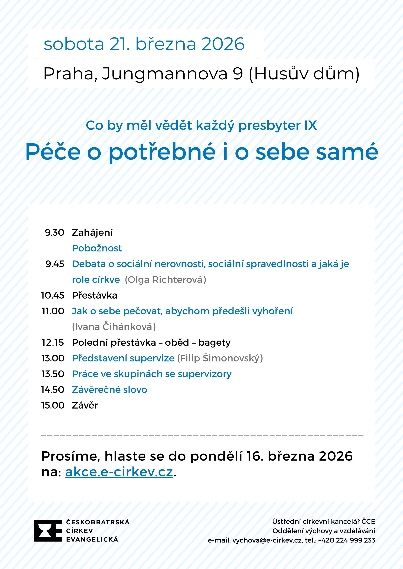 sobota 21. března 2026
Praha, Jungmannova 9 (Husův dům)
Co by měl vědět každý presbyter IX
Péče o potřebné i o sebe samé
9.30 Zahájení
Pobožnost
9.45 Debata o sociální nerovnosti, sociální spravedlnosti a jaká je
role církve (Olga Richterová)
10.45 Přestávka
11.00 Jak o sebe pečovat, abychom předešli vyhoření
(Ivana Čihánková)
12.15 Polední přestávka – oběd – bagety
13.00 Představení supervize (Filip Šimonovský)
13.50 Práce ve skupinách se supervizory
14.50 Závěrečné slovo
15.00 Závěr
Prosíme, hlaste se do pondělí 16. března 2026
na: akce.e-cirkev.cz.
ČESKOBRATRSKÁ
CÍRKEV
EVANGELICKÁ
Ústřední církevní kancelář ČCE
Oddělení výchovy a vzdělávání
e-mail: vychova@e-cirkev.cz, tel.: +420 224 999 233